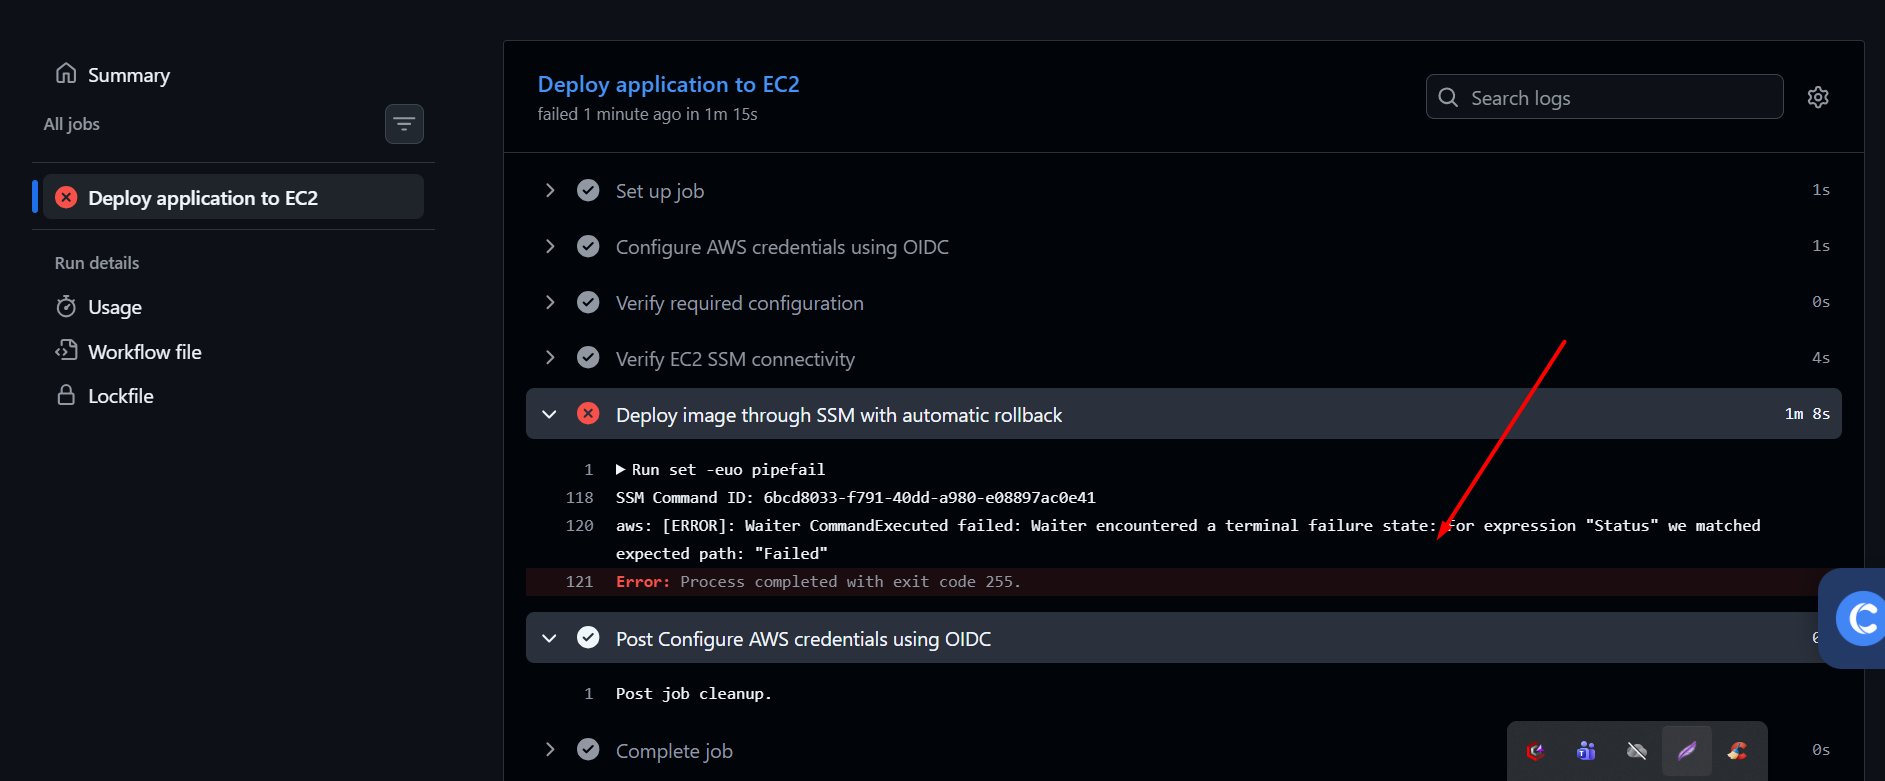 Summary
All jobs
Deploy application to EC2
Run details
Usage
Workflow file
Lockfile
Deploy application to EC2
failed 1 minute ago in 1m 15s
Search logs
Set up job 1s
Configure AWS credentials using OIDC 1s
Verify required configuration 0s
Verify EC2 SSM connectivity 4s
Deploy image through SSM with automatic rollback 1m 8s
1 Run set -euo pipefail
118 SSM Command ID: 6bcd8033-f791-40dd-a980-e08897ac0e41
120 aws: [ERROR]: Waiter CommandExecuted failed: Waiter encountered a terminal failure state: For expression "Status" we matched
expected path: "Failed"
121 Error: Process completed with exit code 255.
Post Configure AWS credentials using OIDC
1 Post job cleanup.
Complete job 0s